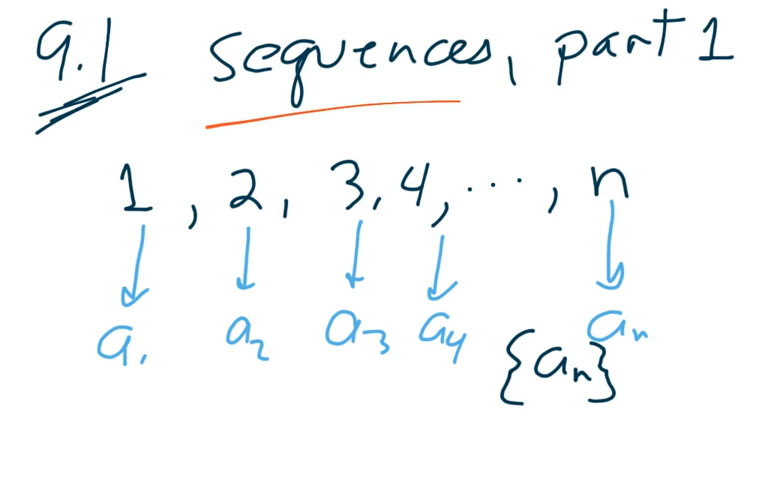 9.1 sequences, part 1
1, 2, 3, 4, ..., n
a₁ a₂ a₃ a₄ aₙ
{aₙ}